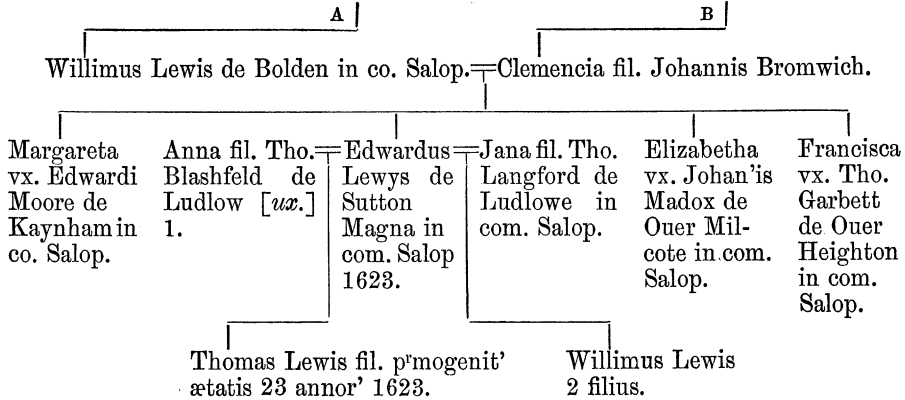 A B
Willimus Lewis de Bolden in co. Salop.=Clemencia fil. Johannis Bromwich.
Margareta
vx. Edwardi
Moore de
Kaynham in
co. Salop.
Anna fil. Tho.
Blashfeld de
Ludlow [ux.]
1.
=Edwardus=
Lewys de
Sutton
Magna in
com. Salop
1623.
Jana fil. Tho.
Langford de
Ludlowe in
com. Salop.
Elizabetha
vx. Johan'is
Madox de
Ouer Mil-
cote in com.
Salop.
Francisca
vx. Tho.
Garbett
de Ouer
Heighton
in com.
Salop.
Thomas Lewis fil. pʳmogenit'
ætatis 23 annor' 1623.
Willimus Lewis
2 filius.